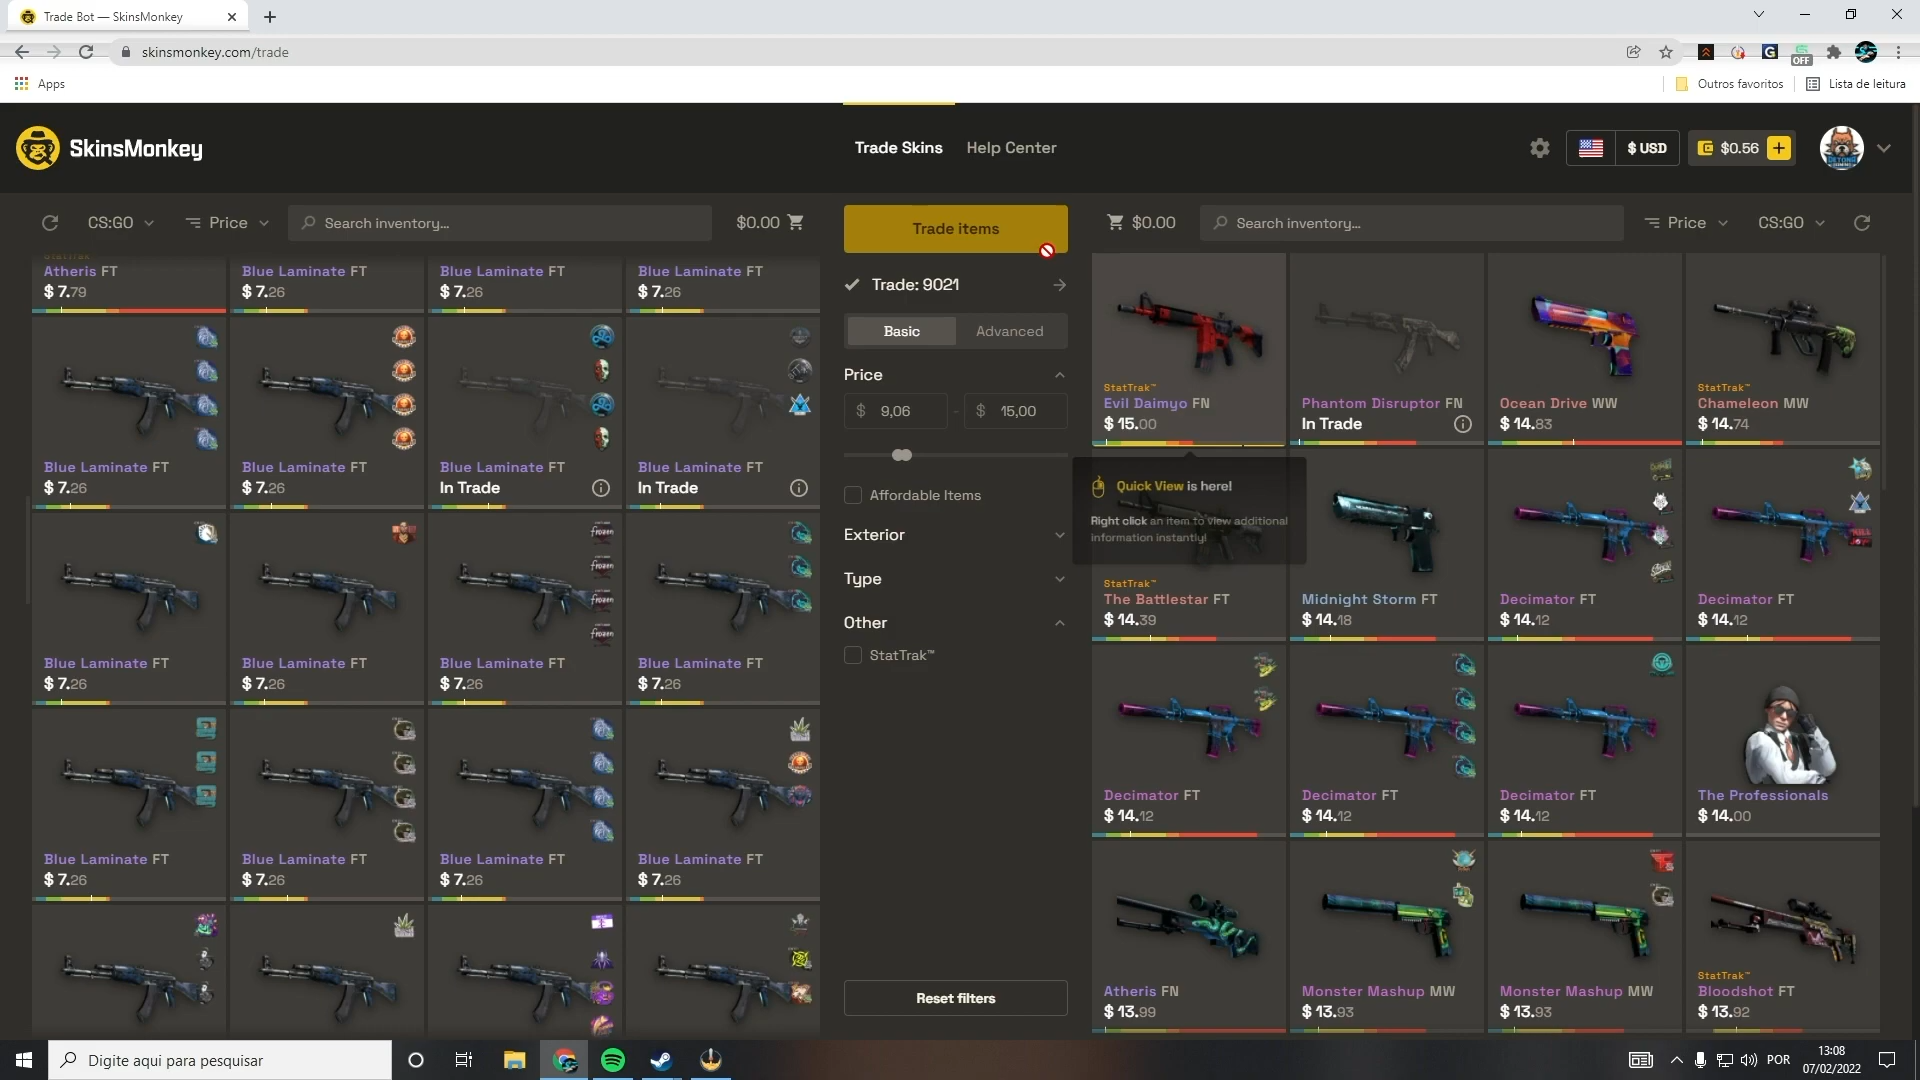 Trade Bot — SkinsMonkey
skinsmonkey.com/trade
OFF
Apps
Outros favoritos
Lista de leitura
SkinsMonkey
Trade Skins
Help Center
$ USD
$0.56
CS:GO
Price
Search inventory...
$0.00
Trade items
$0.00
Search inventory...
Price
CS:GO
Atheris FT
$ 7.79
Blue Laminate FT
$ 7.26
Blue Laminate FT
$ 7.26
Blue Laminate FT
$ 7.26
Blue Laminate FT
$ 7.26
Blue Laminate FT
$ 7.26
Blue Laminate FT
In Trade
Blue Laminate FT
In Trade
Blue Laminate FT
$ 7.26
Blue Laminate FT
$ 7.26
frozen
frozen
frozen
frozen
Blue Laminate FT
$ 7.26
Blue Laminate FT
$ 7.26
Blue Laminate FT
$ 7.26
Blue Laminate FT
$ 7.26
Blue Laminate FT
$ 7.26
Blue Laminate FT
$ 7.26
Trade: 9021
Basic
Advanced
Price
$ 9,06
-
$ 15,00
Affordable Items
Exterior
Type
Other
StatTrak™
Reset filters
StatTrak™
Evil Daimyo FN
$ 15.00
Phantom Disruptor FN
In Trade
Ocean Drive WW
$ 14.83
StatTrak™
Chameleon MW
$ 14.74
Quick View is here!
Right click an item to view additional
information instantly!
StatTrak™
The Battlestar FT
$ 14.39
Midnight Storm FT
$ 14.18
Decimator FT
$ 14.12
Decimator FT
$ 14.12
Decimator FT
$ 14.12
Decimator FT
$ 14.12
Decimator FT
$ 14.12
The Professionals
$ 14.00
Atheris FN
$ 13.99
Monster Mashup MW
$ 13.93
Monster Mashup MW
$ 13.93
StatTrak™
Bloodshot FT
$ 13.92
Digite aqui para pesquisar
POR
13:08
07/02/2022